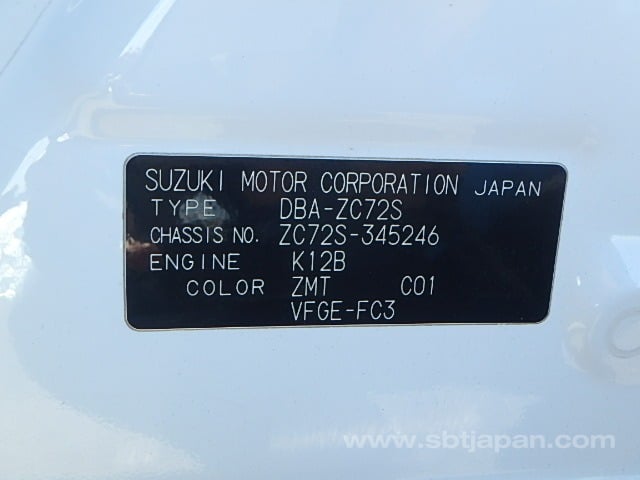 SUZUKI MOTOR CORPORATION JAPAN
TYPE DBA-ZC72S
CHASSIS NO. ZC72S-345246
ENGINE K12B
COLOR ZMT C01
VFGE-FC3
www.sbtjapan.com